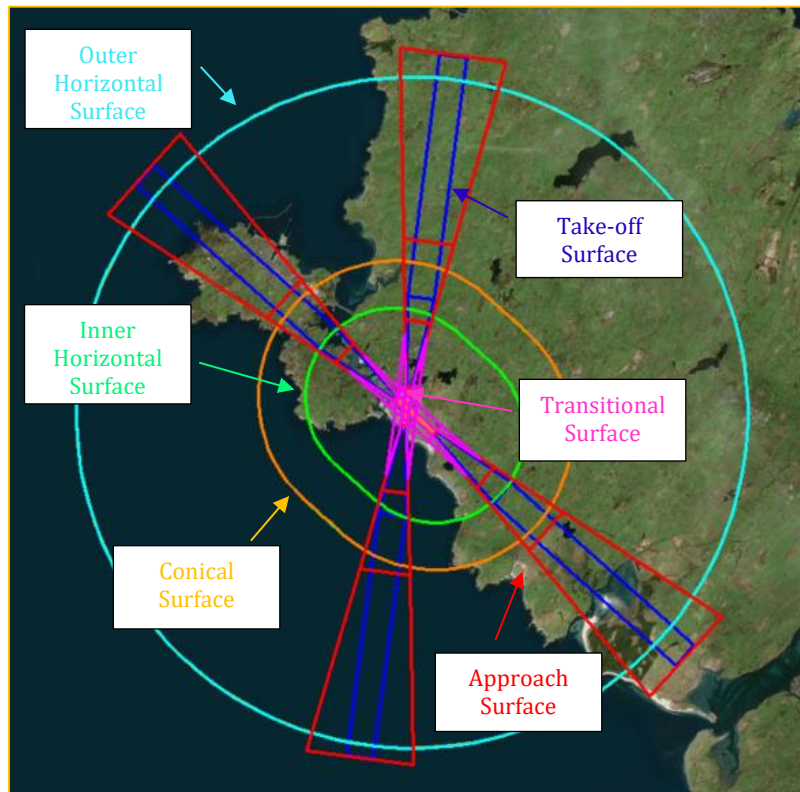 Outer
Horizontal
Surface
Take-off
Surface
Inner
Horizontal
Surface
Transitional
Surface
Conical
Surface
Approach
Surface